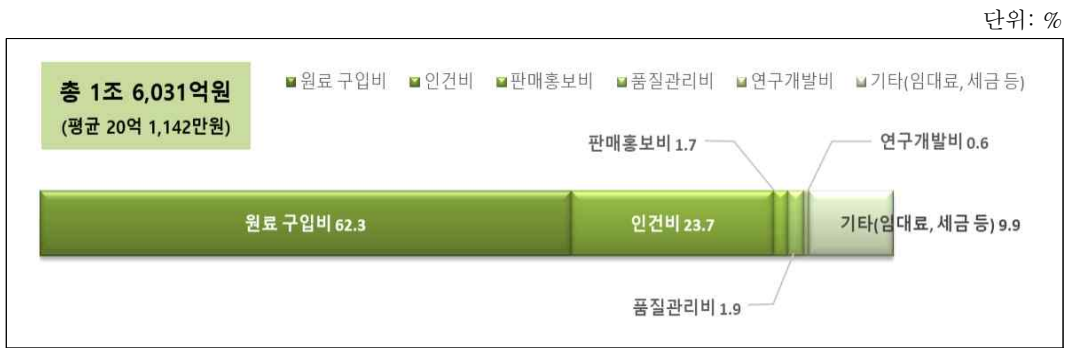 단위: %
총 1조 6,031억원
(평균 20억 1,142만원)
원료 구입비 인건비 판매홍보비 품질관리비 연구개발비 기타(임대료, 세금 등)
판매홍보비 1.7
연구개발비 0.6
원료 구입비 62.3
인건비 23.7
기타(임대료, 세금 등) 9.9
품질관리비 1.9